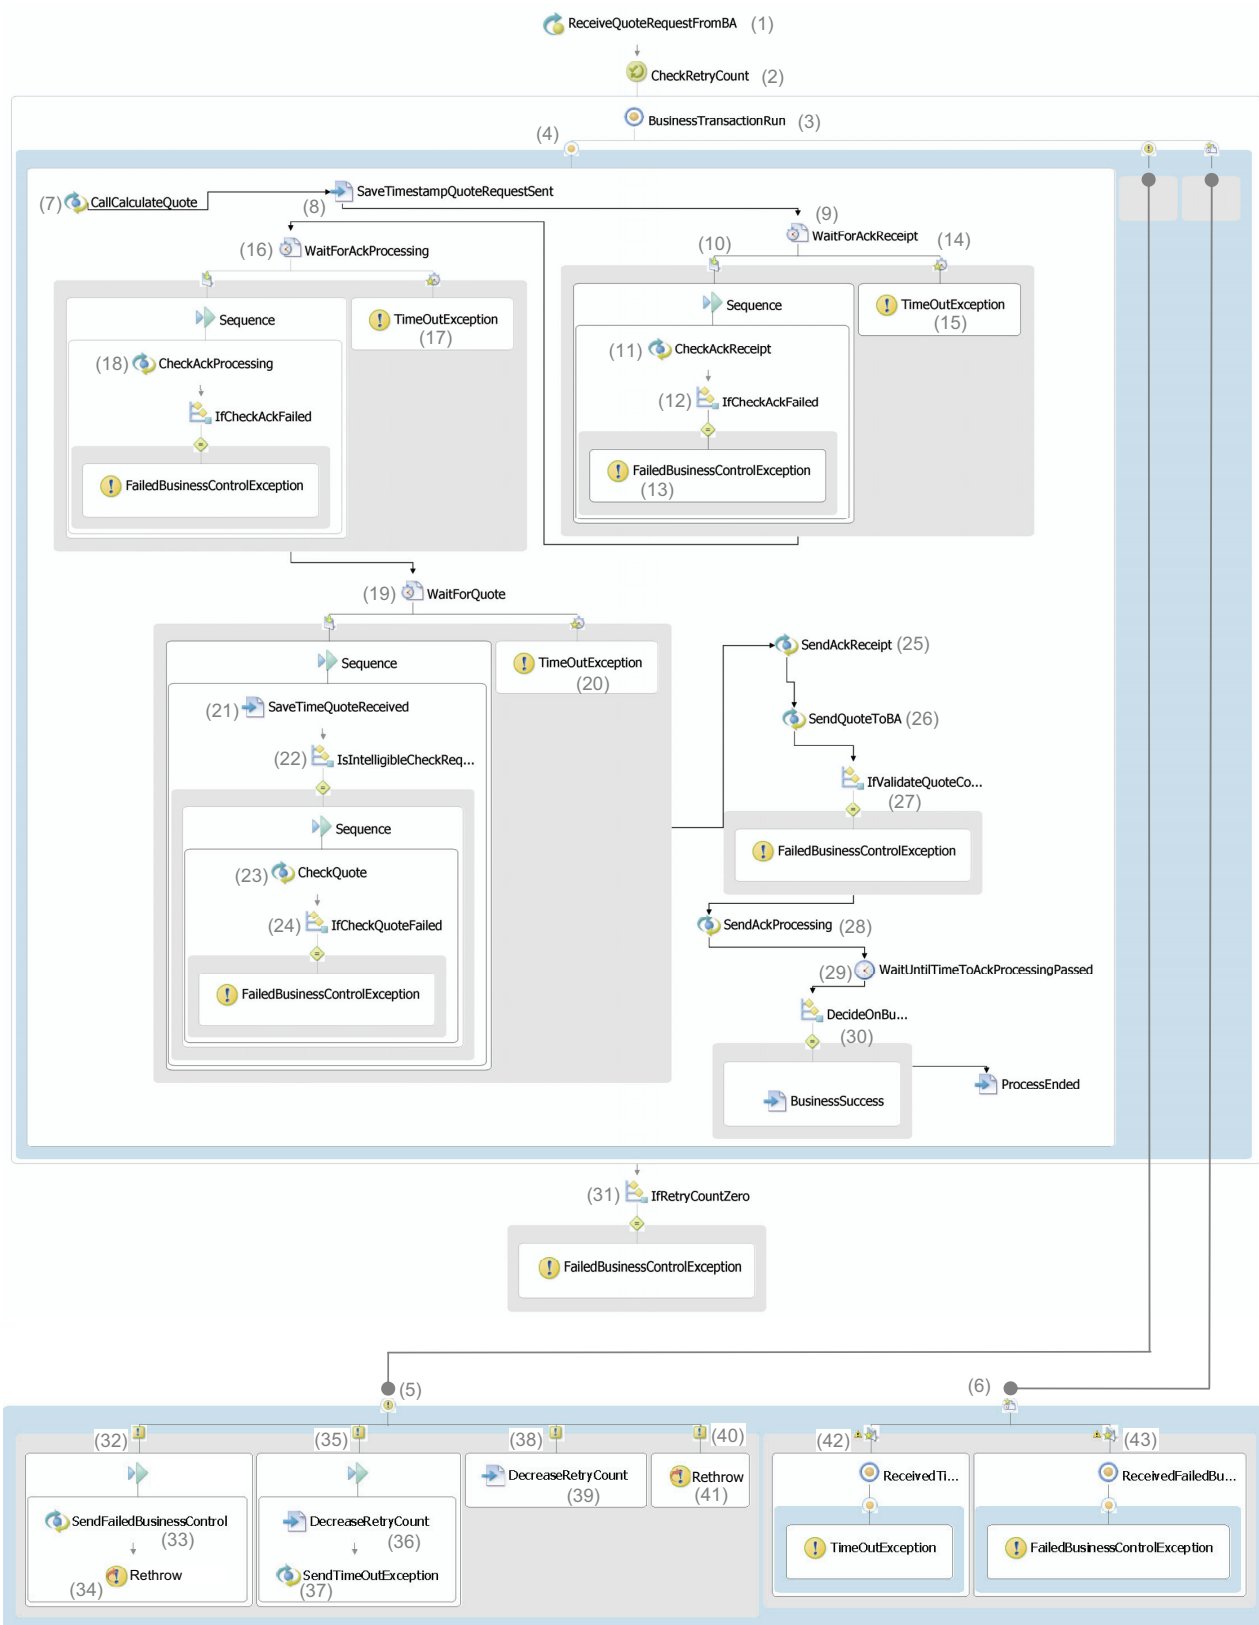 ReceiveQuoteRequestFromBA (1)
CheckRetryCount (2)
BusinessTransactionRun (3)
(4)
(7) CallCalculateQuote
SaveTimestampQuoteRequestSent
(8)
(9)
WaitForAckReceipt
(16) WaitForAckProcessing
(10)
(14)
Sequence
TimeOutException
(17)
(18) CheckAckProcessing
IfCheckAckFailed
FailedBusinessControlException
Sequence
TimeOutException
(15)
(11) CheckAckReceipt
(12) IfCheckAckFailed
FailedBusinessControlException
(13)
(19) WaitForQuote
Sequence
TimeOutException
(20)
(21) SaveTimeQuoteReceived
(22) IsIntelligibleCheckReq...
Sequence
(23) CheckQuote
(24) IfCheckQuoteFailed
FailedBusinessControlException
SendAckReceipt (25)
SendQuoteToBA (26)
IfValidateQuoteCo...
(27)
FailedBusinessControlException
SendAckProcessing (28)
(29) WaitUntilTimeToAckProcessingPassed
DecideOnBu...
(30)
BusinessSuccess
ProcessEnded
(31) IfRetryCountZero
FailedBusinessControlException
(5)
(6)
(32)
(35)
(38)
(40)
(42)
(43)
SendFailedBusinessControl
(33)
(34) Rethrow
DecreaseRetryCount
(36)
SendTimeOutException
(37)
DecreaseRetryCount
(39)
Rethrow
(41)
ReceivedTi...
TimeOutException
ReceivedFailedBu...
FailedBusinessControlException